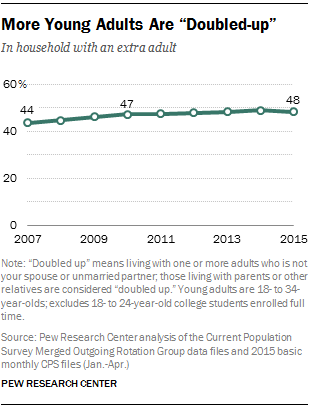 More Young Adults Are “Doubled-up”
In household with an extra adult
60%
44
47
48
40
20
0
2007
2009
2011
2013
2015
Note: “Doubled up” means living with one or more adults who is not
your spouse or unmarried partner; those living with parents or other
relatives are considered “doubled up.” Young adults are 18- to 34-
year-olds; excludes 18- to 24-year-old college students enrolled full
time.
Source: Pew Research Center analysis of the Current Population
Survey Merged Outgoing Rotation Group data files and 2015 basic
monthly CPS files (Jan.-Apr.)
PEW RESEARCH CENTER